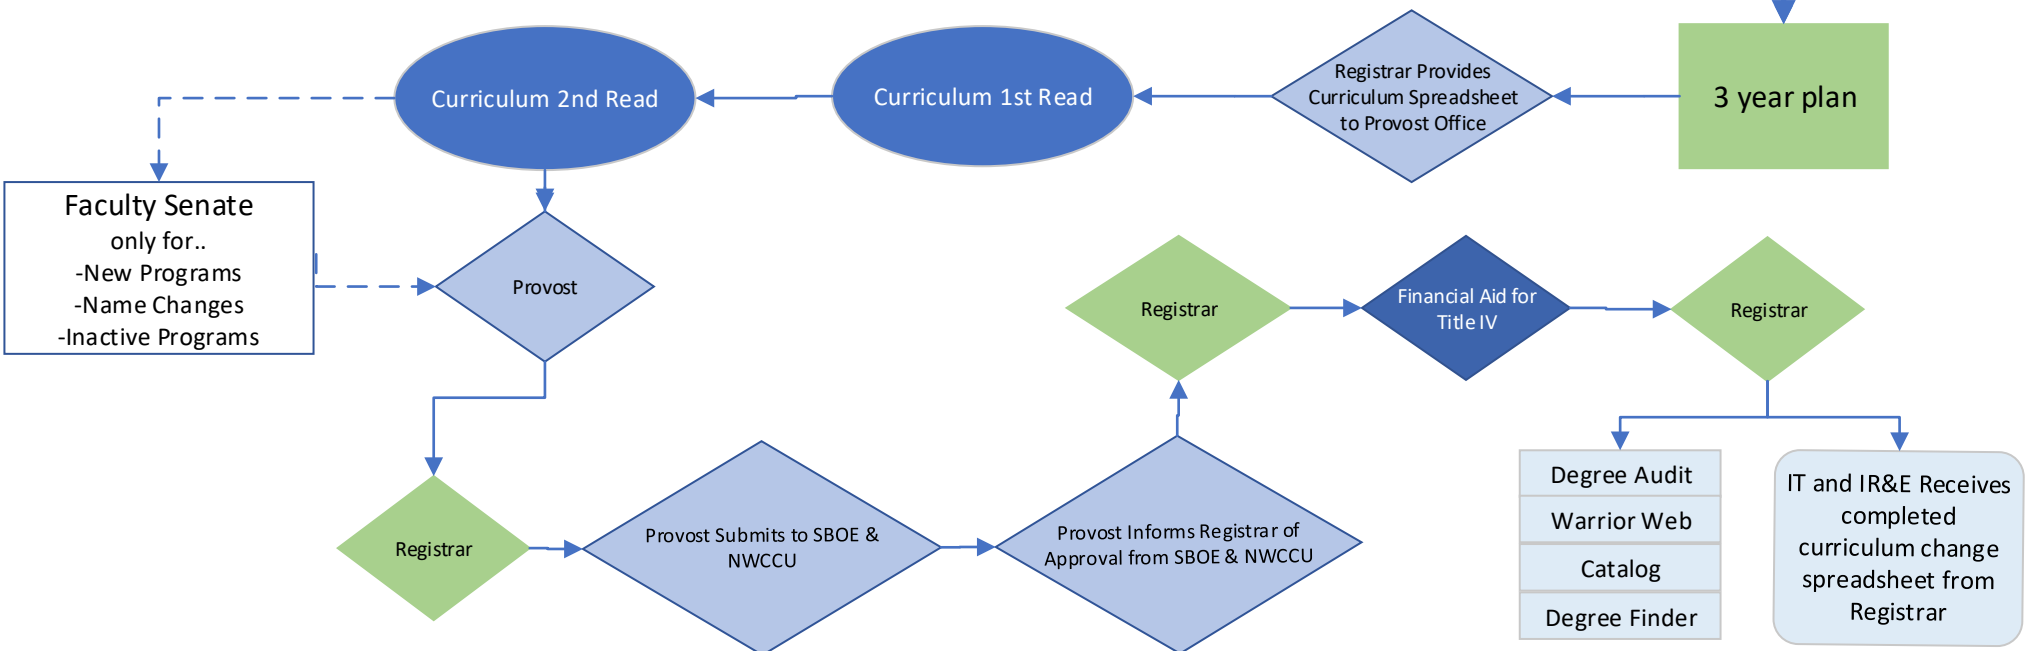 3 year plan
Registrar Provides
Curriculum Spreadsheet
to Provost Office
Curriculum 1st Read
Curriculum 2nd Read
Faculty Senate
only for..
-New Programs
-Name Changes
-Inactive Programs
Provost
Registrar
Provost Submits to SBOE &
NWCCU
Provost Informs Registrar of
Approval from SBOE & NWCCU
Registrar
Financial Aid for
Title IV
Registrar
Degree Audit
Warrior Web
Catalog
Degree Finder
IT and IR&E Receives
completed
curriculum change
spreadsheet from
Registrar